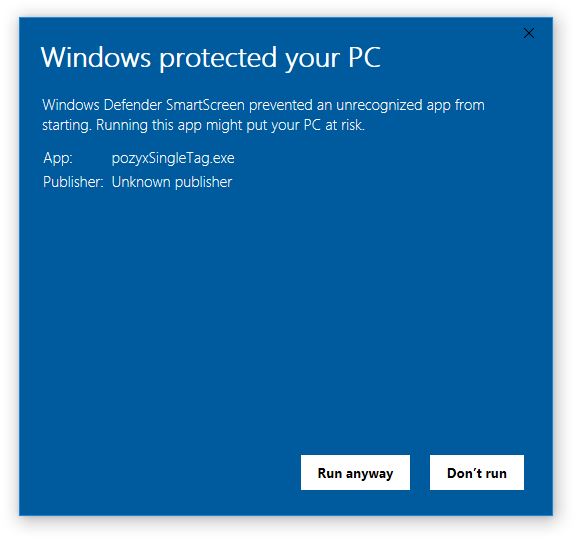 Windows protected your PC
Windows Defender SmartScreen prevented an unrecognized app from
starting. Running this app might put your PC at risk.
App: pozyxSingleTag.exe
Publisher: Unknown publisher
Run anyway Don't run